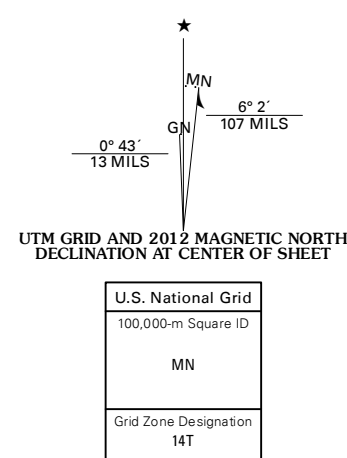 ★
MN
GN
6° 2´
107 MILS
0° 43´
13 MILS
UTM GRID AND 2012 MAGNETIC NORTH
DECLINATION AT CENTER OF SHEET
U.S. National Grid
100,000-m Square ID
MN
Grid Zone Designation
14T